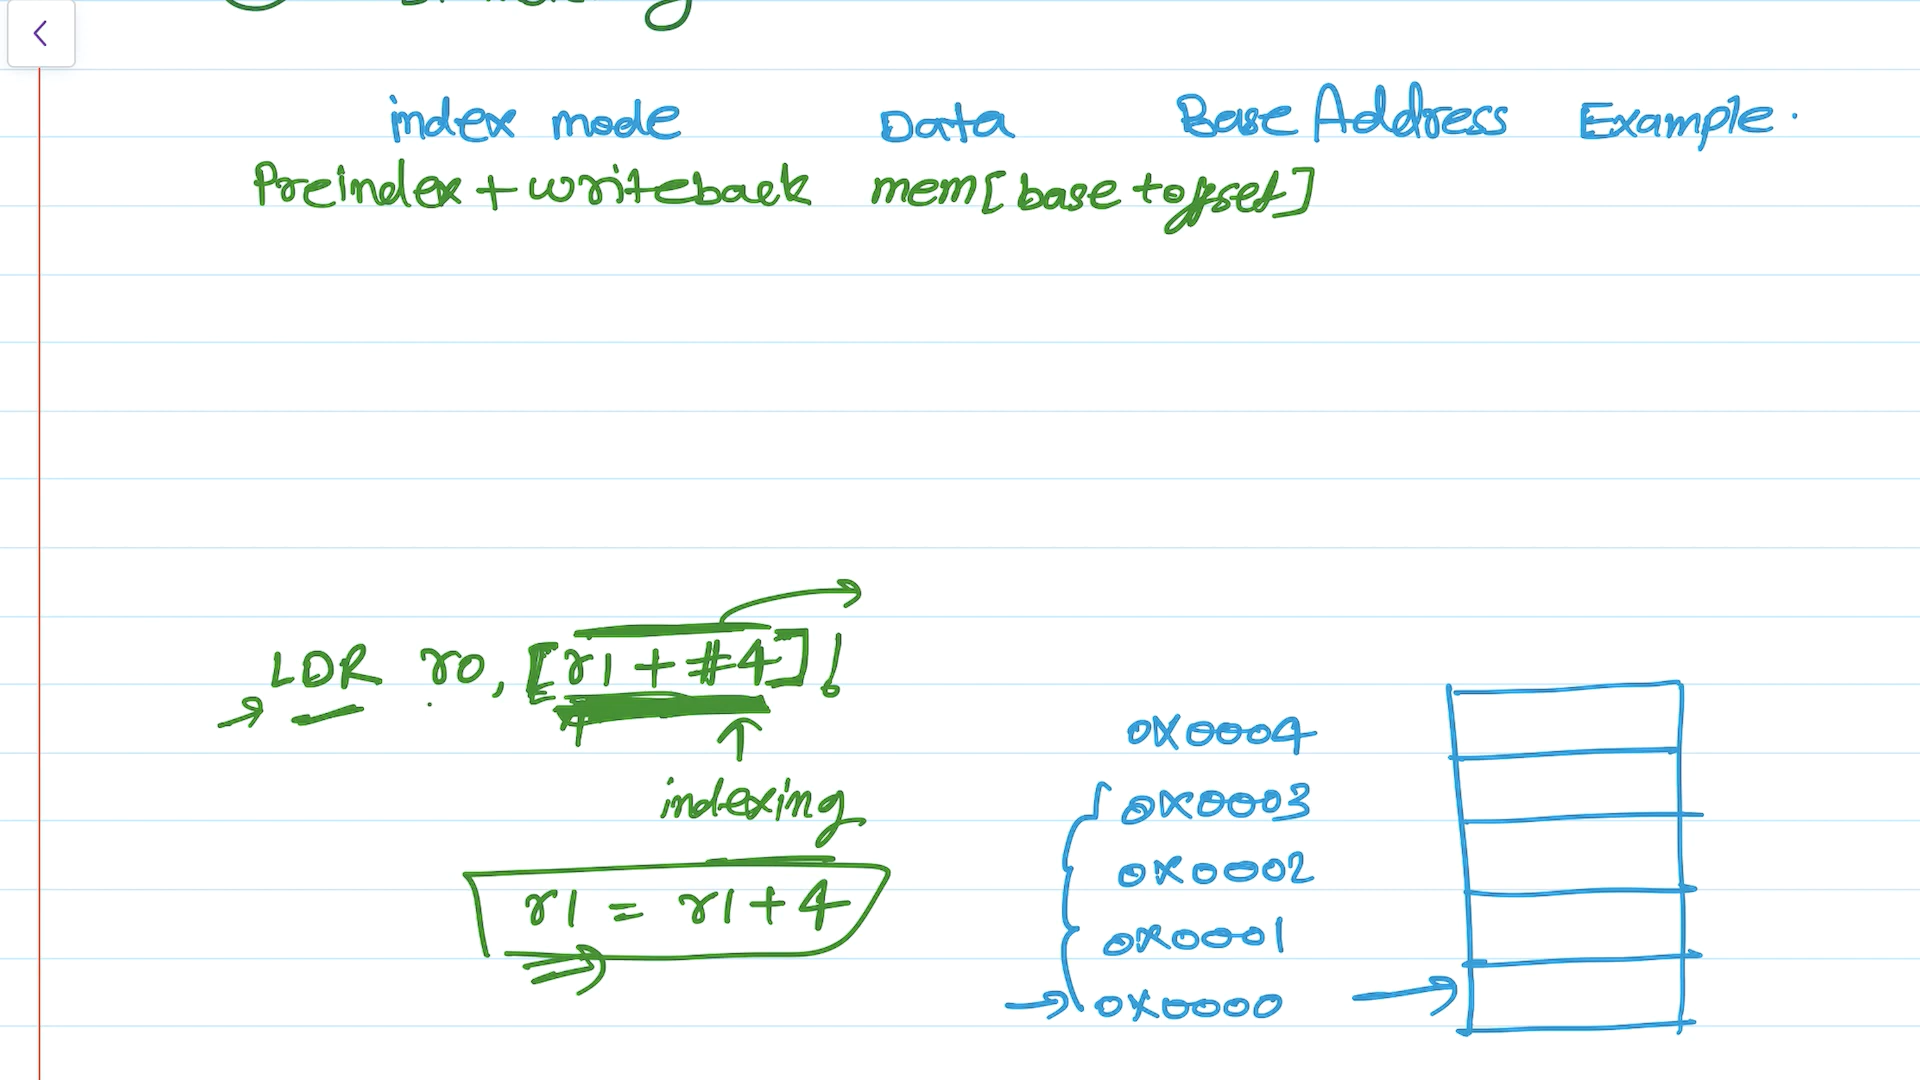 index mode Data Base Address Example.
Preindex + writeback mem[base + offset]
LDR r0, [r1 + #4]!
indexing
r1 = r1 + 4
0x0004
0x0003
0x0002
0x0001
0x0000